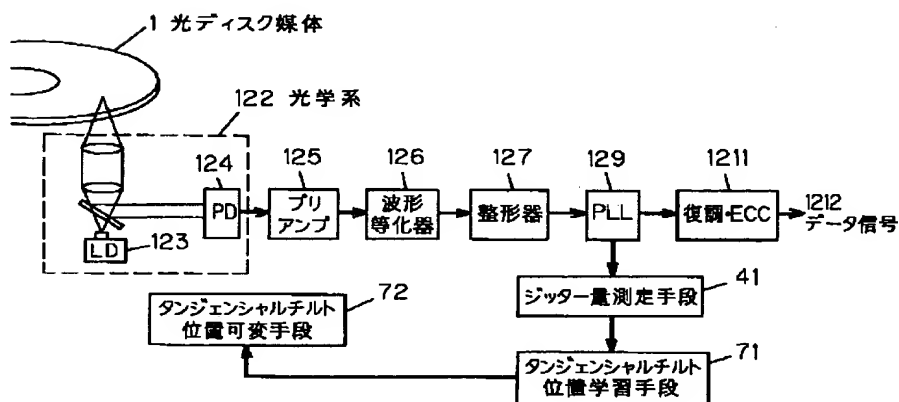 1 光ディスク媒体
122 光学系
124
PD
123
LD
125
プリ
アンプ
126
波形
等化器
127
整形器
129
PLL
1211
復調・ECC
1212
データ信号
41
ジッター量測定手段
72
タンジェンシャルチルト
位置可変手段
71
タンジェンシャルチルト
位置学習手段